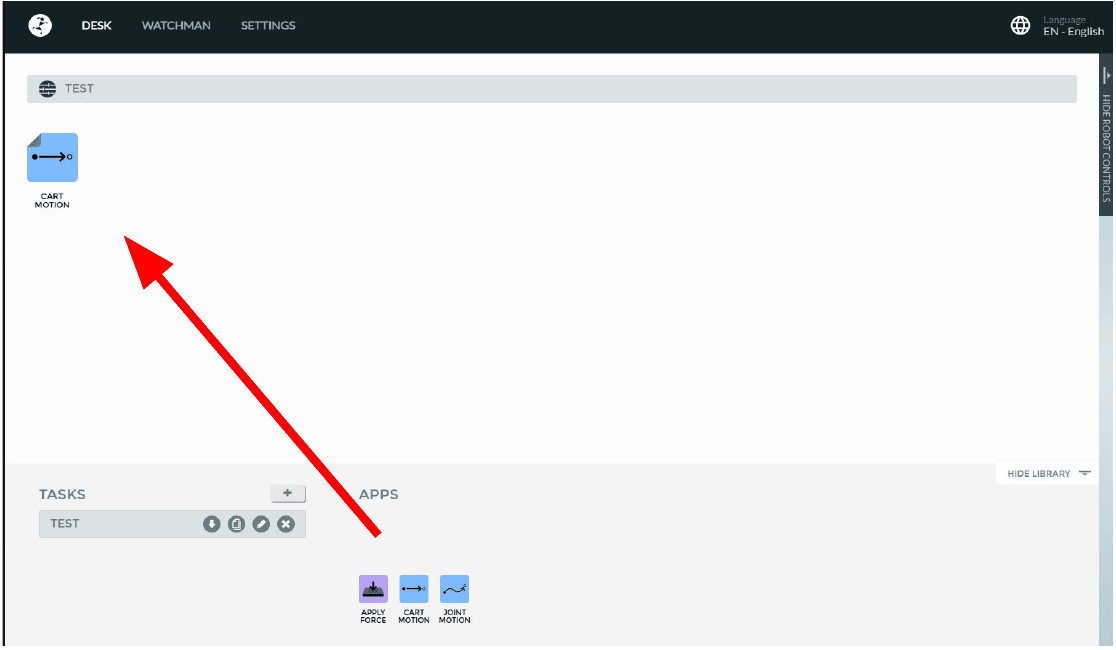 DESK WATCHMAN SETTINGS
Language
EN - English
TEST
HIDE ROBOT CONTROLS
CART
MOTION
HIDE LIBRARY
TASKS
APPS
TEST
APPLY
FORCE
CART
MOTION
JOINT
MOTION